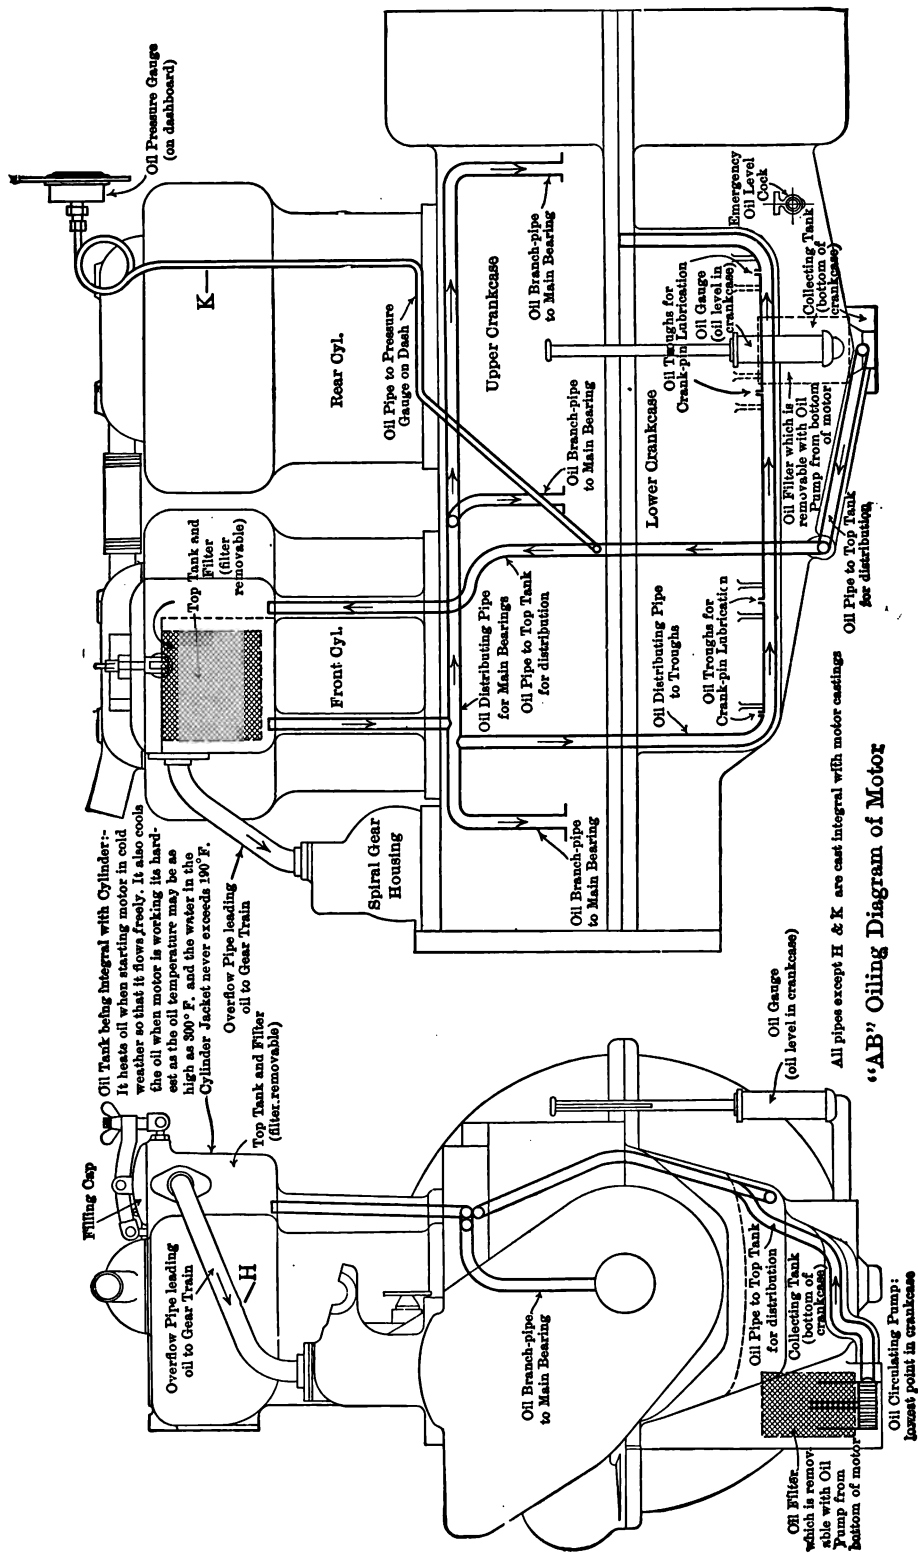 Oil Tank being integral with Cylinder:-
It heats oil when starting motor in cold
weather so that it flows freely. It also cools
the oil when motor is working its hard-
est as the oil temperature may be as
high as 300° F. and the water in the
Cylinder Jacket never exceeds 190° F.
Filling Cap
Overflow Pipe leading
oil to Gear Train
H
Top Tank and Filter
(filter removable)
Oil Branch-pipe
to Main Bearing
Oil Pipe to Top Tank
for distribution
Collecting Tank
(bottom of
crankcase)
Oil Filter
which is remov-
able with Oil
Pump from
bottom of motor
Oil Circulating Pump:
lowest point in crankcase
Oil Gauge
(oil level in crankcase)
Overflow Pipe leading
oil to Gear Train
Spiral Gear
Housing
Top Tank and
Filter
(filter
removable)
Front Cyl.
Rear Cyl.
K
Oil Pressure Gauge
(on dashboard)
Oil Pipe to Pressure
Gauge on Dash
Upper Crankcase
Oil Distributing Pipe
for Main Bearings
Oil Pipe to Top Tank
for distribution
Oil Branch-pipe
to Main Bearing
Oil Branch-pipe
to Main Bearing
Oil Branch-pipe
to Main Bearing
Lower Crankcase
Oil Distributing Pipe
to Troughs
Oil Troughs for
Crank-pin Lubrication
Oil Troughs for
Crank-pin Lubrication
Oil Gauge
(oil level in
crankcase)
Emergency
Oil Level
Cock
Collecting Tank
(bottom of
crankcase)
Oil Filter which is
removable with Oil
Pump from bottom
of motor
Oil Pipe to Top Tank
for distribution
All pipes except H & K are cast integral with motor castings
"AB" Oiling Diagram of Motor